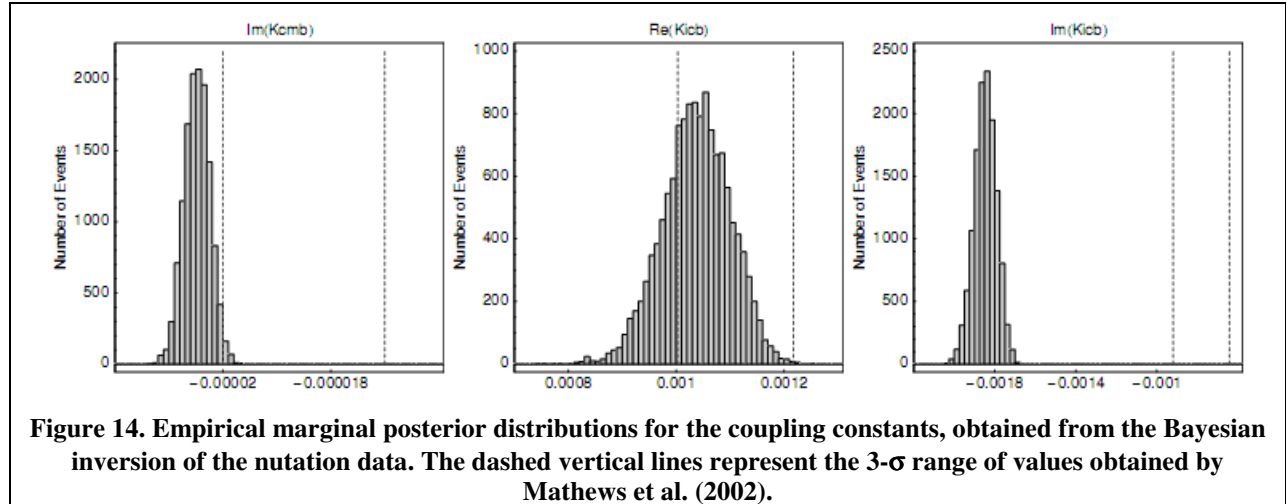 Im(Kcmb)
Number of Events
2000
1500
1000
500
0
−0.00002
−0.000018
Re(Kicb)
Number of Events
1000
800
600
400
200
0
0.0008
0.001
0.0012
Im(Kicb)
Number of Events
2500
2000
1500
1000
500
0
−0.0018
−0.0014
−0.001
Figure 14. Empirical marginal posterior distributions for the coupling constants, obtained from the Bayesian
inversion of the nutation data. The dashed vertical lines represent the 3-σ range of values obtained by
Mathews et al. (2002).